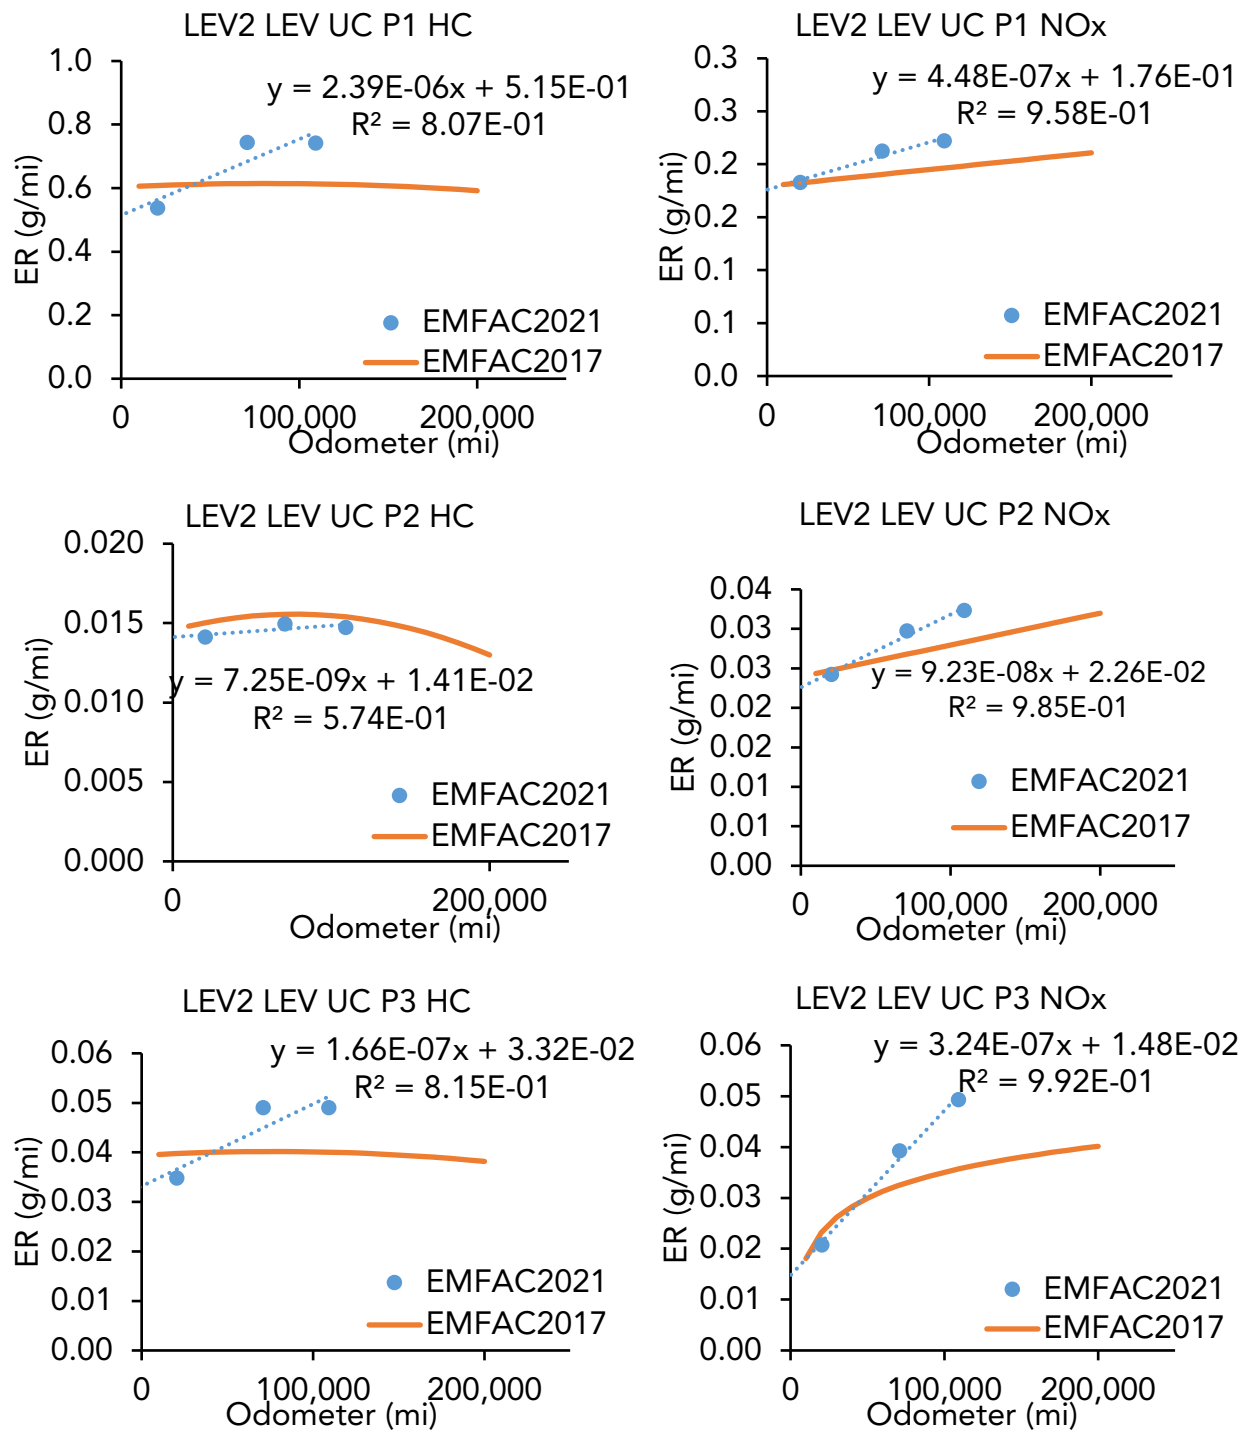 LEV2 LEV UC P1 HC
y = 2.39E-06x + 5.15E-01
R² = 8.07E-01
ER (g/mi)
1.0
0.8
0.6
0.4
0.2
0.0
EMFAC2021
EMFAC2017
0 100,000 200,000
Odometer (mi)
LEV2 LEV UC P1 NOx
y = 4.48E-07x + 1.76E-01
R² = 9.58E-01
ER (g/mi)
0.3
0.3
0.2
0.2
0.1
0.1
0.0
EMFAC2021
EMFAC2017
0 100,000 200,000
Odometer (mi)
LEV2 LEV UC P2 HC
ER (g/mi)
0.020
0.015
0.010
0.005
0.000
y = 7.25E-09x + 1.41E-02
R² = 5.74E-01
EMFAC2021
EMFAC2017
0 200,000
Odometer (mi)
LEV2 LEV UC P2 NOx
ER (g/mi)
0.04
0.03
0.03
0.02
0.02
0.01
0.01
0.00
y = 9.23E-08x + 2.26E-02
R² = 9.85E-01
EMFAC2021
EMFAC2017
0 100,000 200,000
Odometer (mi)
LEV2 LEV UC P3 HC
y = 1.66E-07x + 3.32E-02
R² = 8.15E-01
ER (g/mi)
0.06
0.05
0.04
0.03
0.02
0.01
0.00
EMFAC2021
EMFAC2017
0 100,000 200,000
Odometer (mi)
LEV2 LEV UC P3 NOx
y = 3.24E-07x + 1.48E-02
R² = 9.92E-01
ER (g/mi)
0.06
0.05
0.04
0.03
0.02
0.01
0.00
EMFAC2021
EMFAC2017
0 100,000 200,000
Odometer (mi)